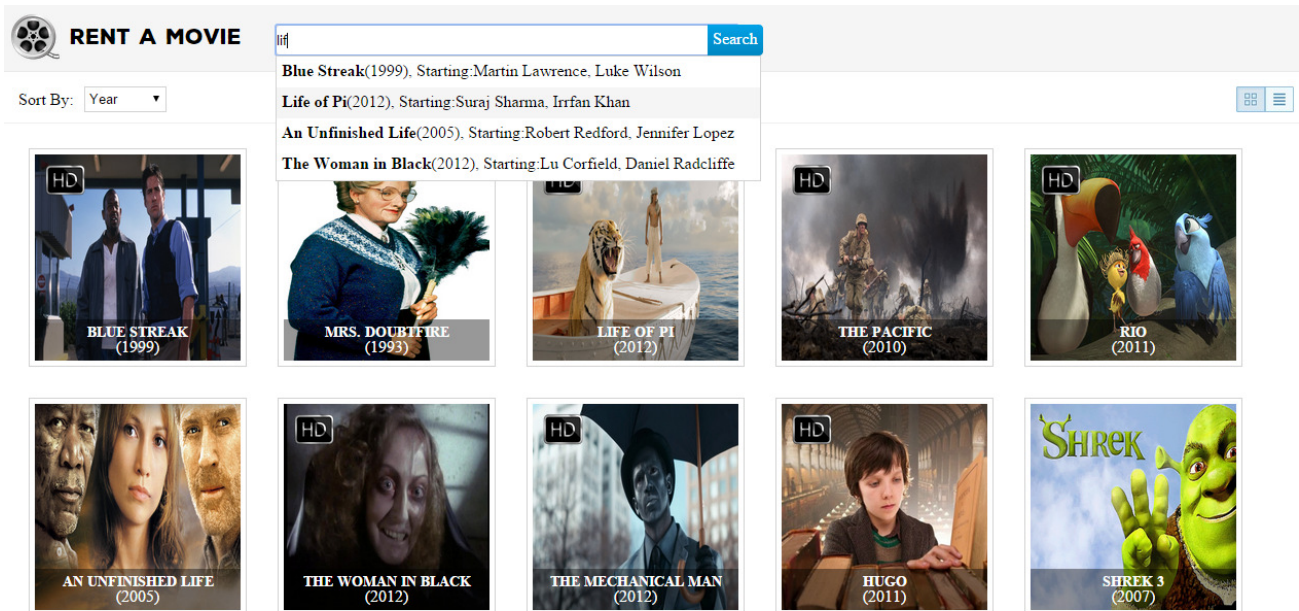 RENT A MOVIE
lif
Search
Blue Streak(1999), Starting:Martin Lawrence, Luke Wilson
Life of Pi(2012), Starting:Suraj Sharma, Irrfan Khan
An Unfinished Life(2005), Starting:Robert Redford, Jennifer Lopez
The Woman in Black(2012), Starting:Lu Corfield, Daniel Radcliffe
Sort By: Year
HD
HD
HD
HD
BLUE STREAK
(1999)
MRS. DOUBTFIRE
(1993)
LIFE OF PI
(2012)
THE PACIFIC
(2010)
RIO
(2011)
HD
HD
HD
SHREK
AN UNFINISHED LIFE
(2005)
THE WOMAN IN BLACK
(2012)
THE MECHANICAL MAN
(2012)
HUGO
(2011)
SHREK 3
(2007)